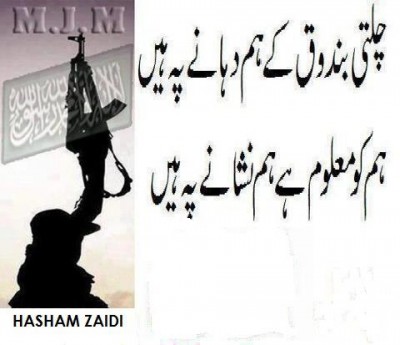 M.I.M
چلتی بندوق کے ہم دہانے پہ ہیں
ہم کو معلوم ہے ہم نشانے پہ ہیں
HASHAM ZAIDI